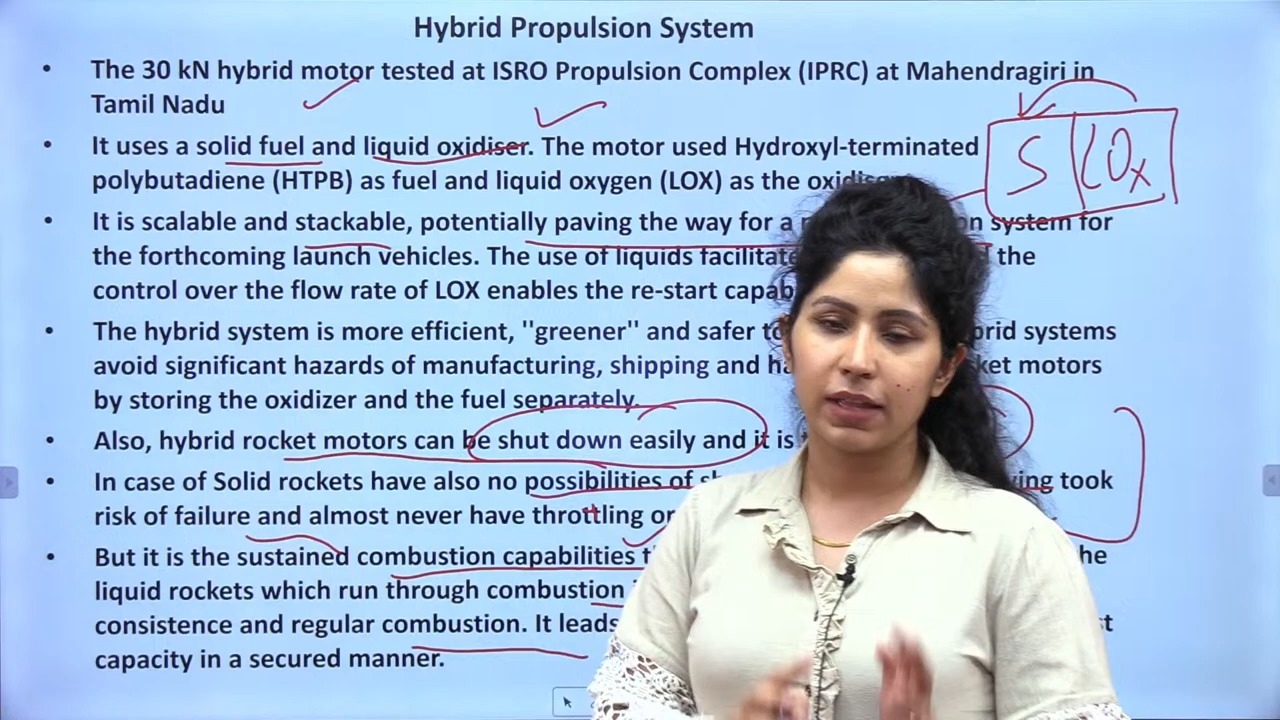 Hybrid Propulsion System
• The 30 kN hybrid motor tested at ISRO Propulsion Complex (IPRC) at Mahendragiri in
Tamil Nadu
• It uses a solid fuel and liquid oxidiser. The motor used Hydroxyl-terminated
polybutadiene (HTPB) as fuel and liquid oxygen (LOX) as the
S LOx
• It is scalable and stackable, potentially paving the way for a system for
the forthcoming launch vehicles. The use of liquids the
control over the flow rate of LOX enables the re-start
• The hybrid system is more efficient, "greener" and safer systems
avoid significant hazards of manufacturing, shipping and motors
by storing the oxidizer and the fuel separately.
• Also, hybrid rocket motors can be shut down easily and it is
• In case of Solid rockets have also no possibilities of took
risk of failure and almost never have throttling
• But it is the sustained combustion capabilities
liquid rockets which run through combustion
consistence and regular combustion. It leads
capacity in a secured manner.